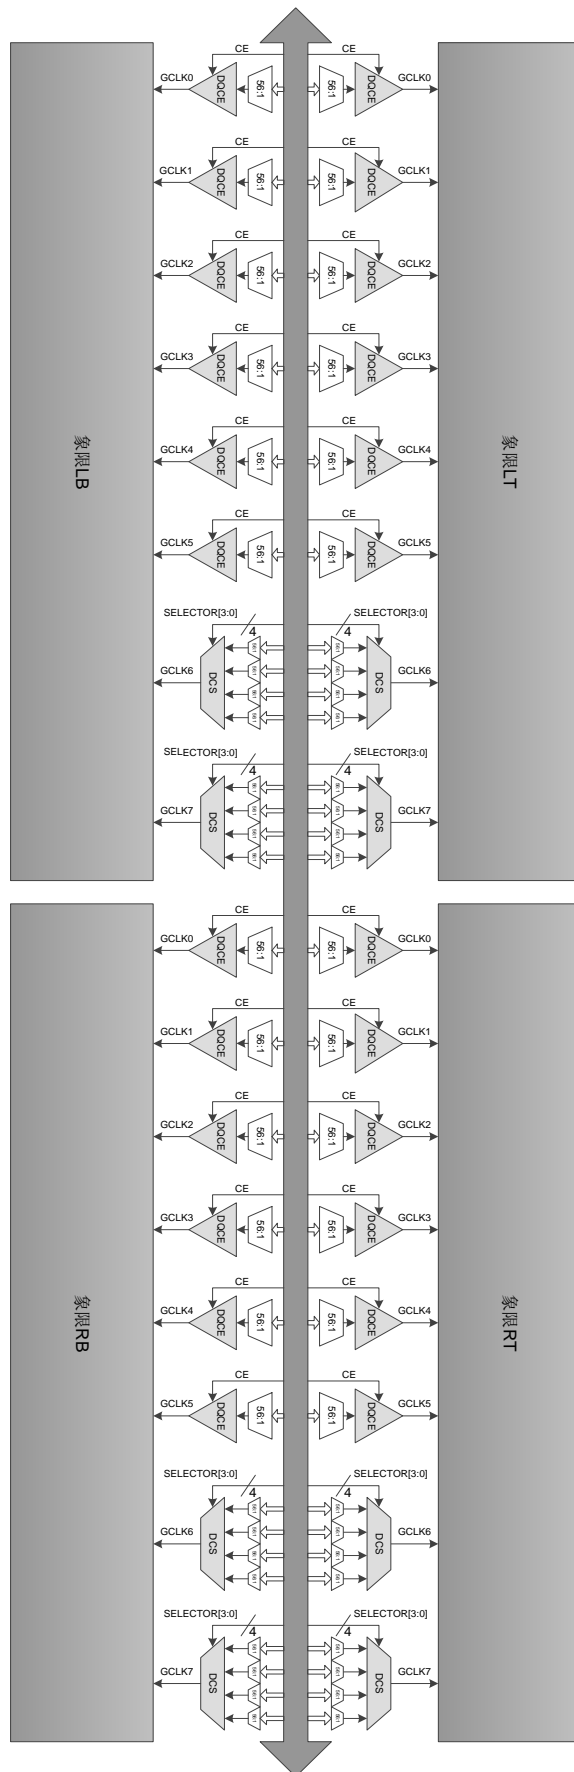 CE CE
GCLK0 DQCE 56:1 56:1 DQCE GCLK0
CE CE
GCLK1 DQCE 56:1 56:1 DQCE GCLK1
CE CE
GCLK2 DQCE 56:1 56:1 DQCE GCLK2
CE CE
GCLK3 DQCE 56:1 56:1 DQCE GCLK3
CE CE
GCLK4 DQCE 56:1 56:1 DQCE GCLK4
象限LB
象限LT
CE CE
GCLK5 DQCE 56:1 56:1 DQCE GCLK5
SELECTOR[3:0] SELECTOR[3:0]
4 4
GCLK6 DCS DCS GCLK6
SELECTOR[3:0] SELECTOR[3:0]
4 4
GCLK7 DCS DCS GCLK7
CE CE
GCLK0 DQCE 56:1 56:1 DQCE GCLK0
CE CE
GCLK1 DQCE 56:1 56:1 DQCE GCLK1
CE CE
GCLK2 DQCE 56:1 56:1 DQCE GCLK2
CE CE
GCLK3 DQCE 56:1 56:1 DQCE GCLK3
CE CE
GCLK4 DQCE 56:1 56:1 DQCE GCLK4
象限RB
象限RT
CE CE
GCLK5 DQCE 56:1 56:1 DQCE GCLK5
SELECTOR[3:0] SELECTOR[3:0]
4 4
GCLK6 DCS DCS GCLK6
SELECTOR[3:0] SELECTOR[3:0]
4 4
GCLK7 DCS DCS GCLK7